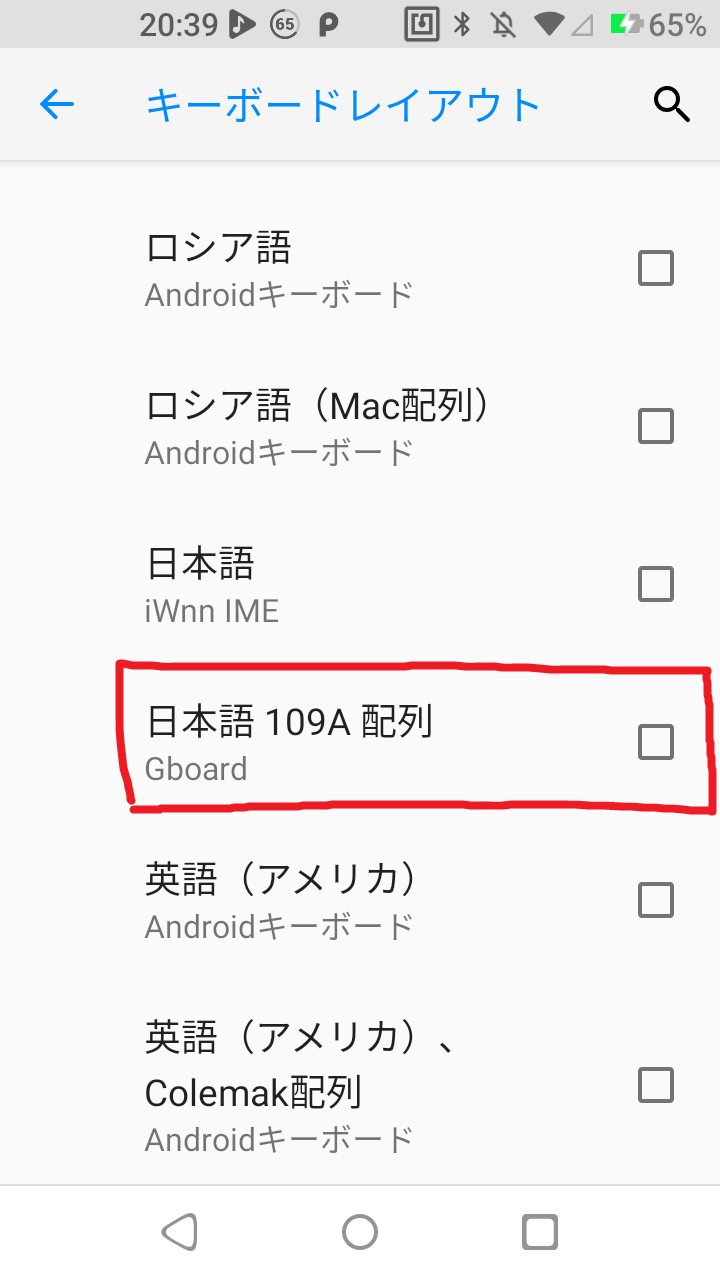 20:39 65 65%
キーボードレイアウト
ロシア語
Androidキーボード
ロシア語（Mac配列）
Androidキーボード
日本語
iWnn IME
日本語 109A 配列
Gboard
英語（アメリカ）
Androidキーボード
英語（アメリカ）、
Colemak配列
Androidキーボード